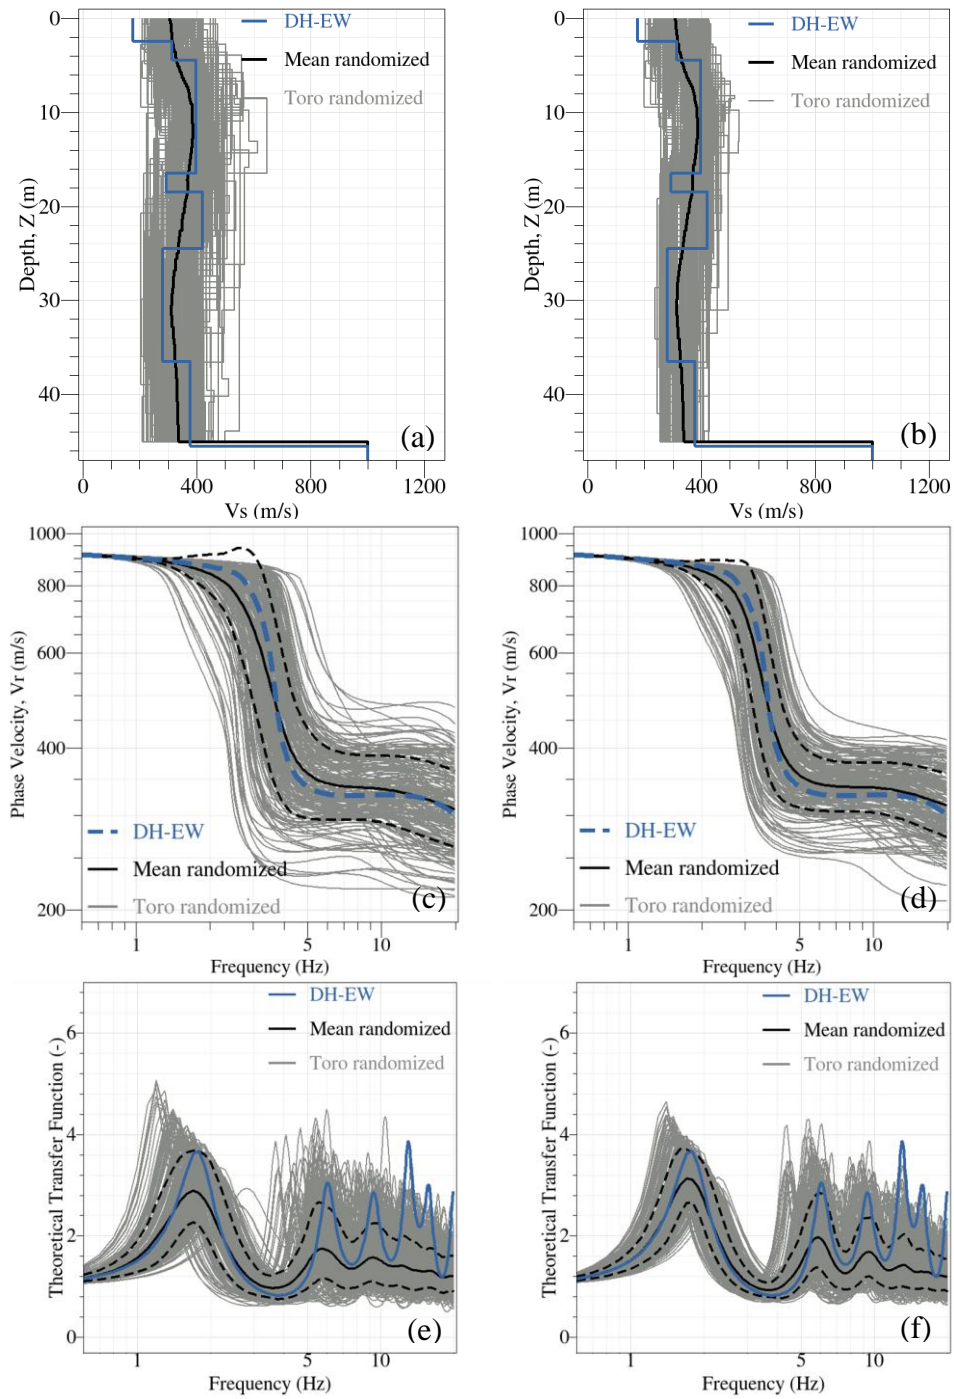 0
10
20
30
40
Depth, Z (m)
DH-EW
Mean randomized
Toro randomized
(a)
0 400 800 1200
Vs (m/s)
0
10
20
30
40
Depth, Z (m)
DH-EW
Mean randomized
Toro randomized
(b)
0 400 800 1200
Vs (m/s)
1000
800
600
400
200
Phase Velocity, Vr (m/s)
DH-EW
Mean randomized
Toro randomized
(c)
1 5 10
Frequency (Hz)
1000
800
600
400
200
Phase Velocity, Vr (m/s)
DH-EW
Mean randomized
Toro randomized
(d)
1 5 10
Frequency (Hz)
6
4
2
0
Theoretical Transfer Function (-)
DH-EW
Mean randomized
Toro randomized
(e)
1 5 10
Frequency (Hz)
6
4
2
0
Theoretical Transfer Function (-)
DH-EW
Mean randomized
Toro randomized
(f)
1 5 10
Frequency (Hz)